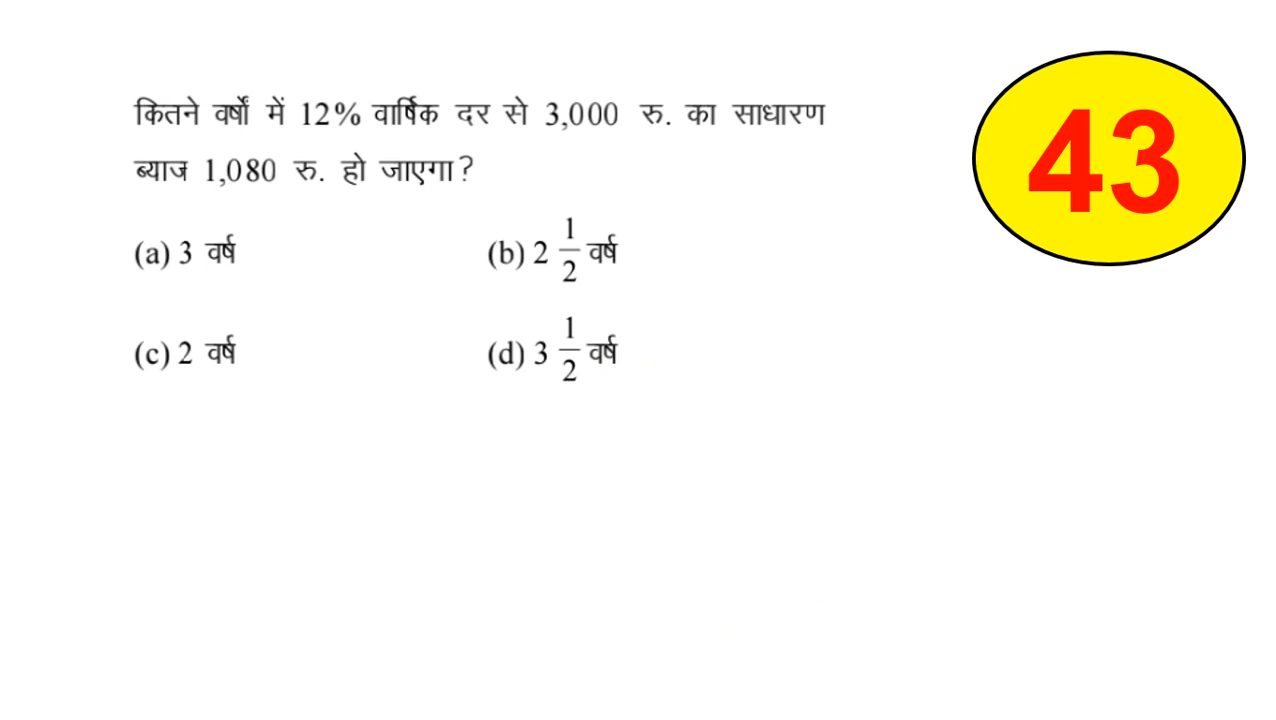 कितने वर्षों में 12% वार्षिक दर से 3,000 रु. का साधारण
ब्याज 1,080 रु. हो जाएगा?
(a) 3 वर्ष (b) 2 1/2 वर्ष
(c) 2 वर्ष (d) 3 1/2 वर्ष
43